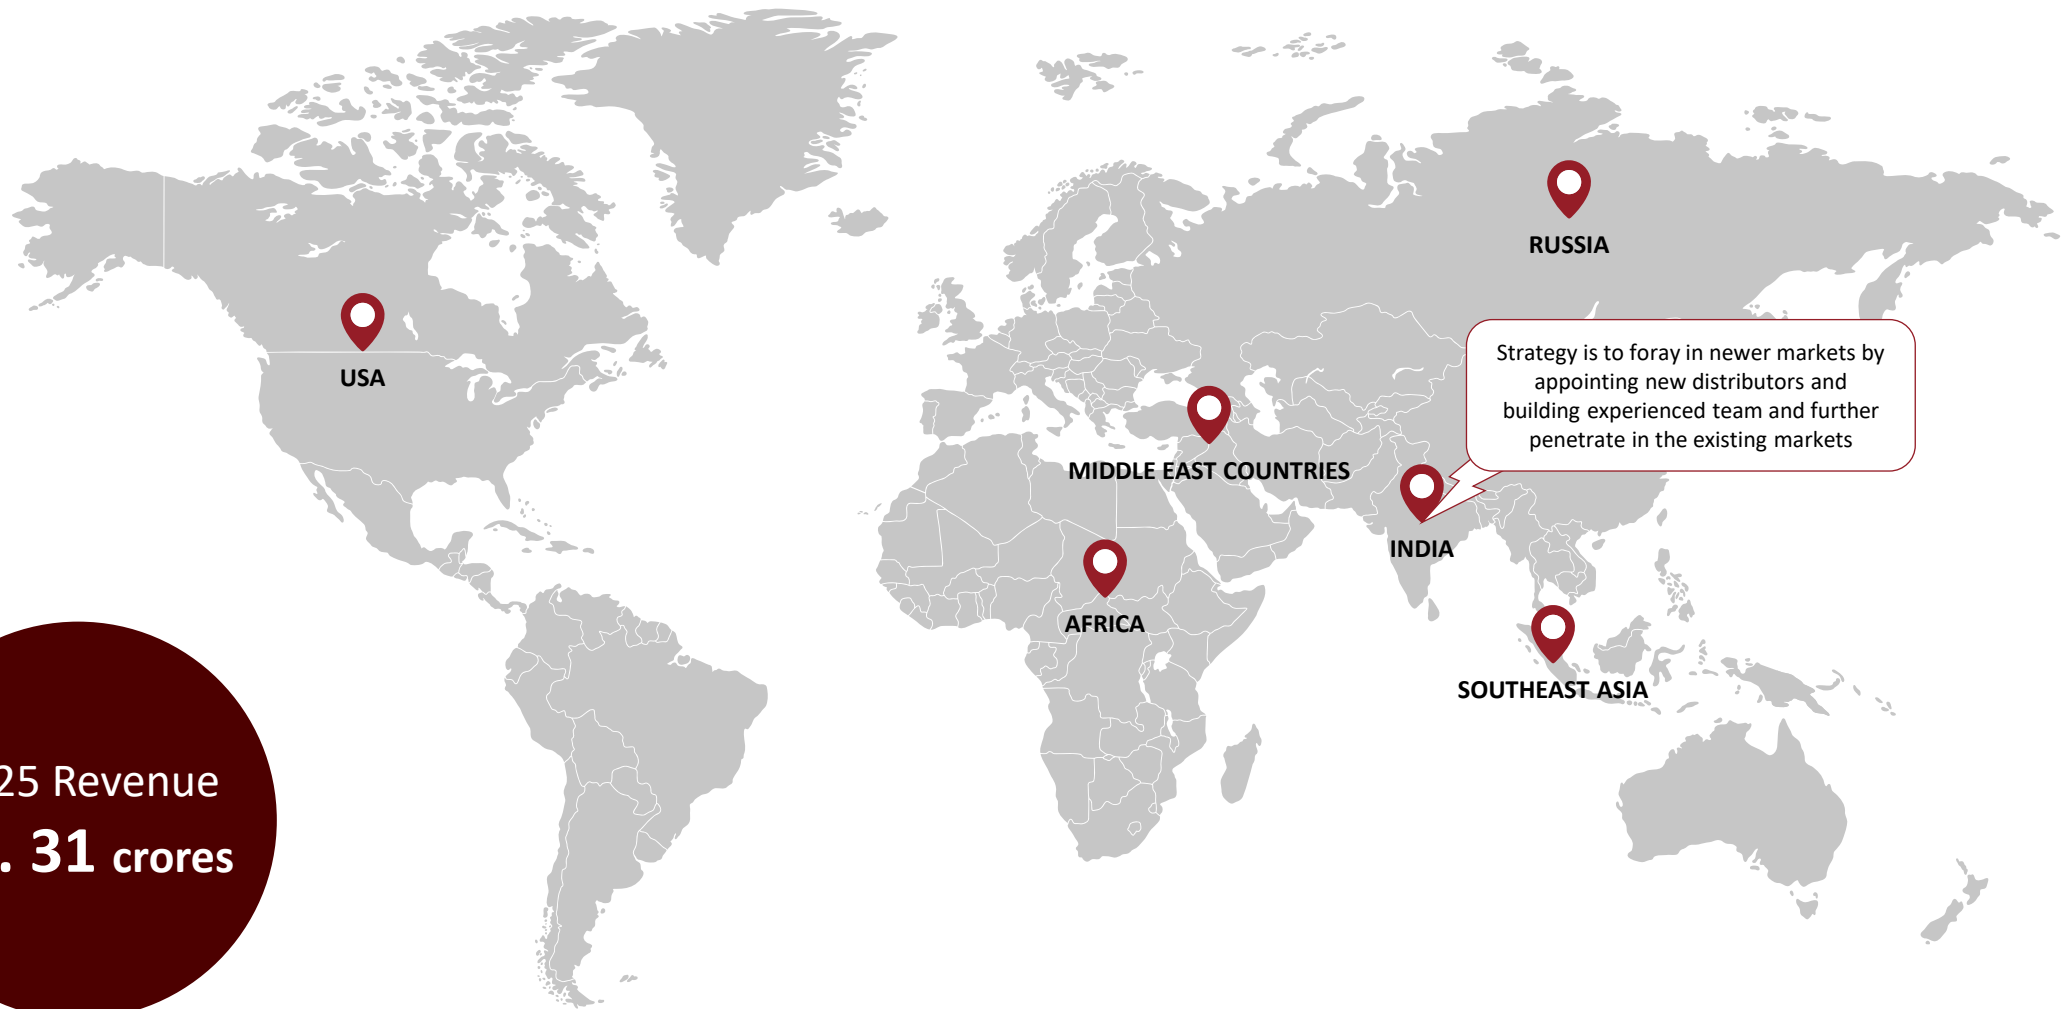 RUSSIA
Strategy is to foray in newer markets by
appointing new distributors and
building experienced team and further
penetrate in the existing markets
USA
MIDDLE EAST COUNTRIES
INDIA
AFRICA
SOUTHEAST ASIA
25 Revenue
. 31 crores